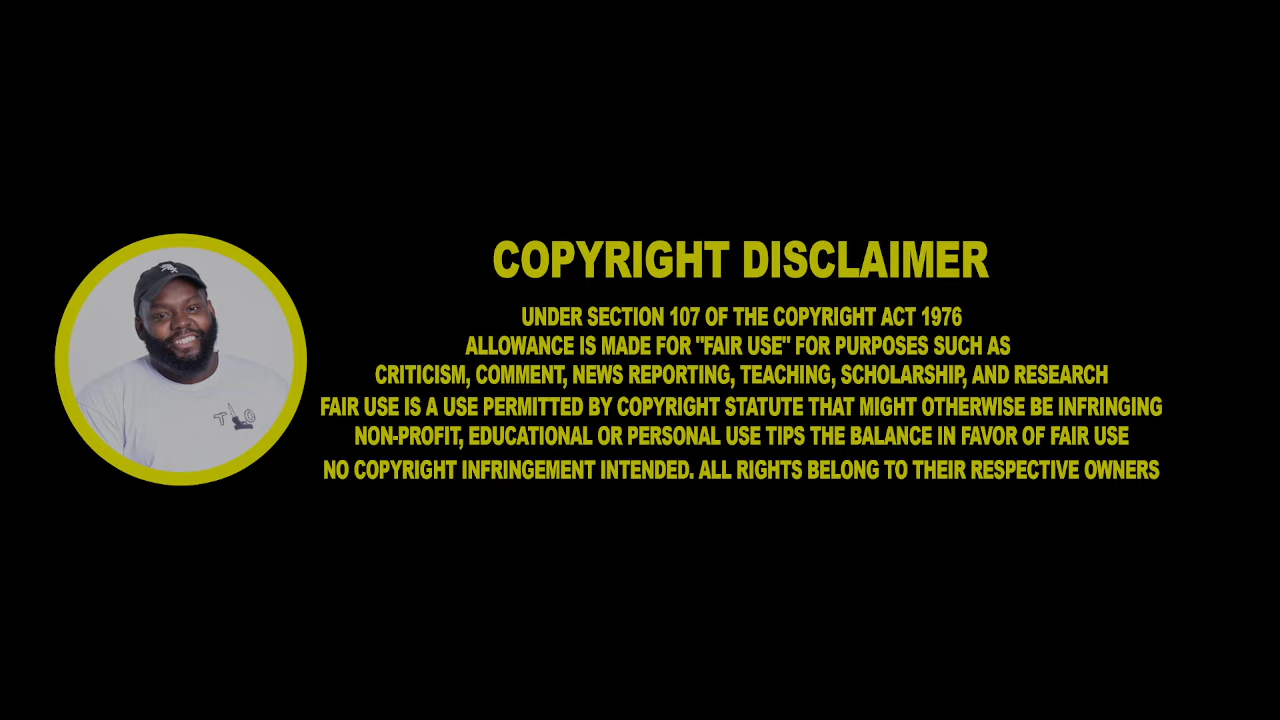 COPYRIGHT DISCLAIMER
UNDER SECTION 107 OF THE COPYRIGHT ACT 1976
ALLOWANCE IS MADE FOR "FAIR USE" FOR PURPOSES SUCH AS
CRITICISM, COMMENT, NEWS REPORTING, TEACHING, SCHOLARSHIP, AND RESEARCH
FAIR USE IS A USE PERMITTED BY COPYRIGHT STATUTE THAT MIGHT OTHERWISE BE INFRINGING
NON-PROFIT, EDUCATIONAL OR PERSONAL USE TIPS THE BALANCE IN FAVOR OF FAIR USE
NO COPYRIGHT INFRINGEMENT INTENDED. ALL RIGHTS BELONG TO THEIR RESPECTIVE OWNERS